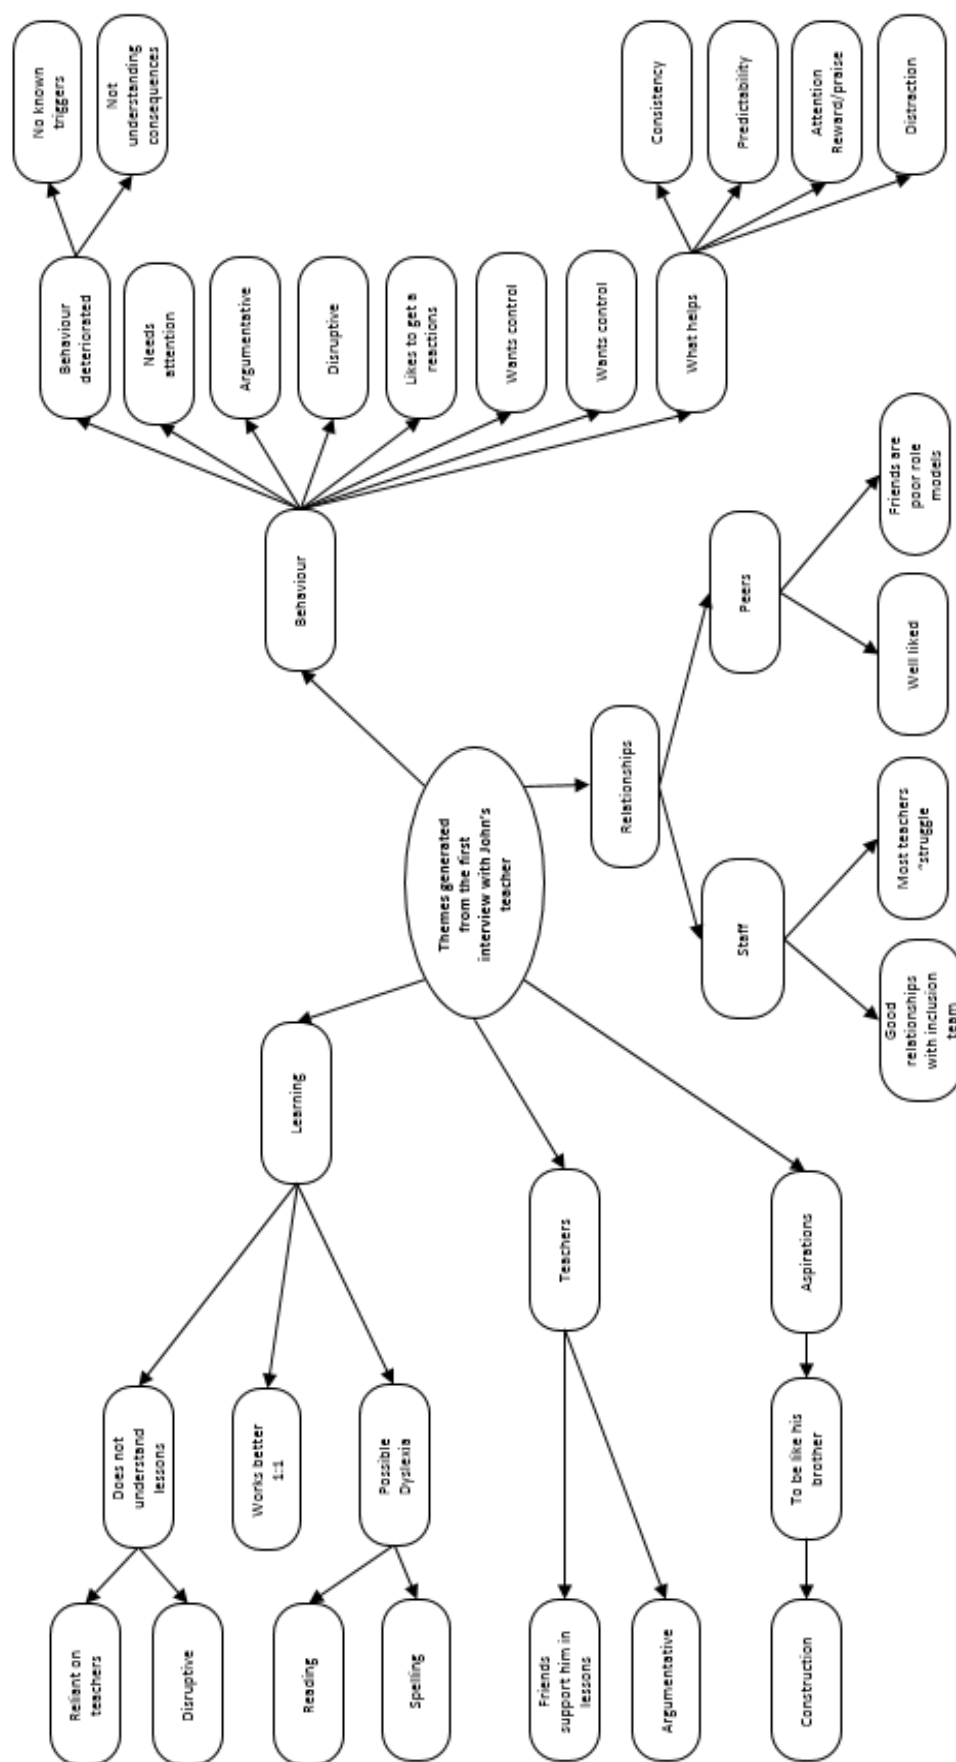 Themes generated
from the first
interview with John's
teacher
Learning
Does not
understand
lessons
Reliant on
teachers
Disruptive
Works better
1:1
Possible
Dyslexia
Reading
Spelling
Teachers
Friends
support him in
lessons
Argumentative
Aspirations
To be like his
brother
Construction
Behaviour
Behaviour
deteriorated
No known
triggers
Not
understanding
consequences
Needs
attention
Argumentative
Disruptive
Likes to get a
reactions
Wants control
Wants control
What helps
Consistency
Predictability
Attention
Reward/praise
Distraction
Relationships
Staff
Good
relationships
with inclusion
team
Most teachers
"struggle
Peers
Well liked
Friends are
poor role
models